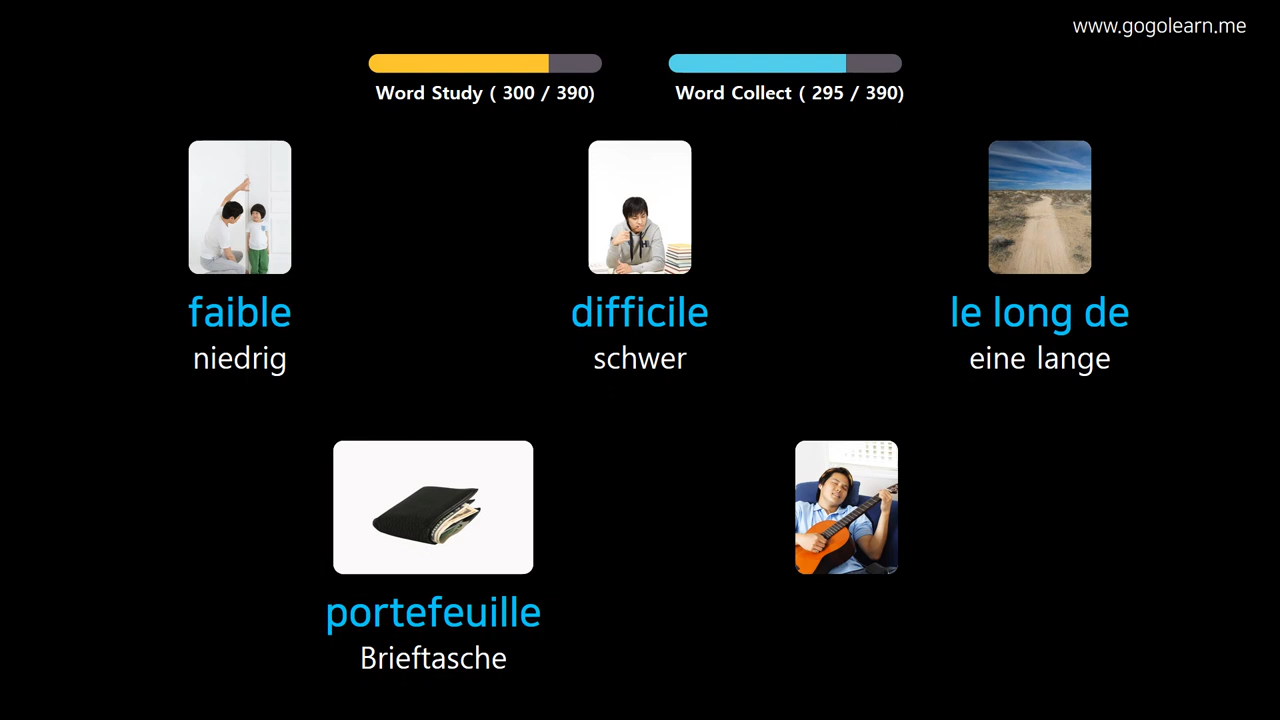 www.gogolearn.me
Word Study ( 300 / 390)
Word Collect ( 295 / 390)
faible
niedrig
difficile
schwer
le long de
eine lange
portefeuille
Brieftasche